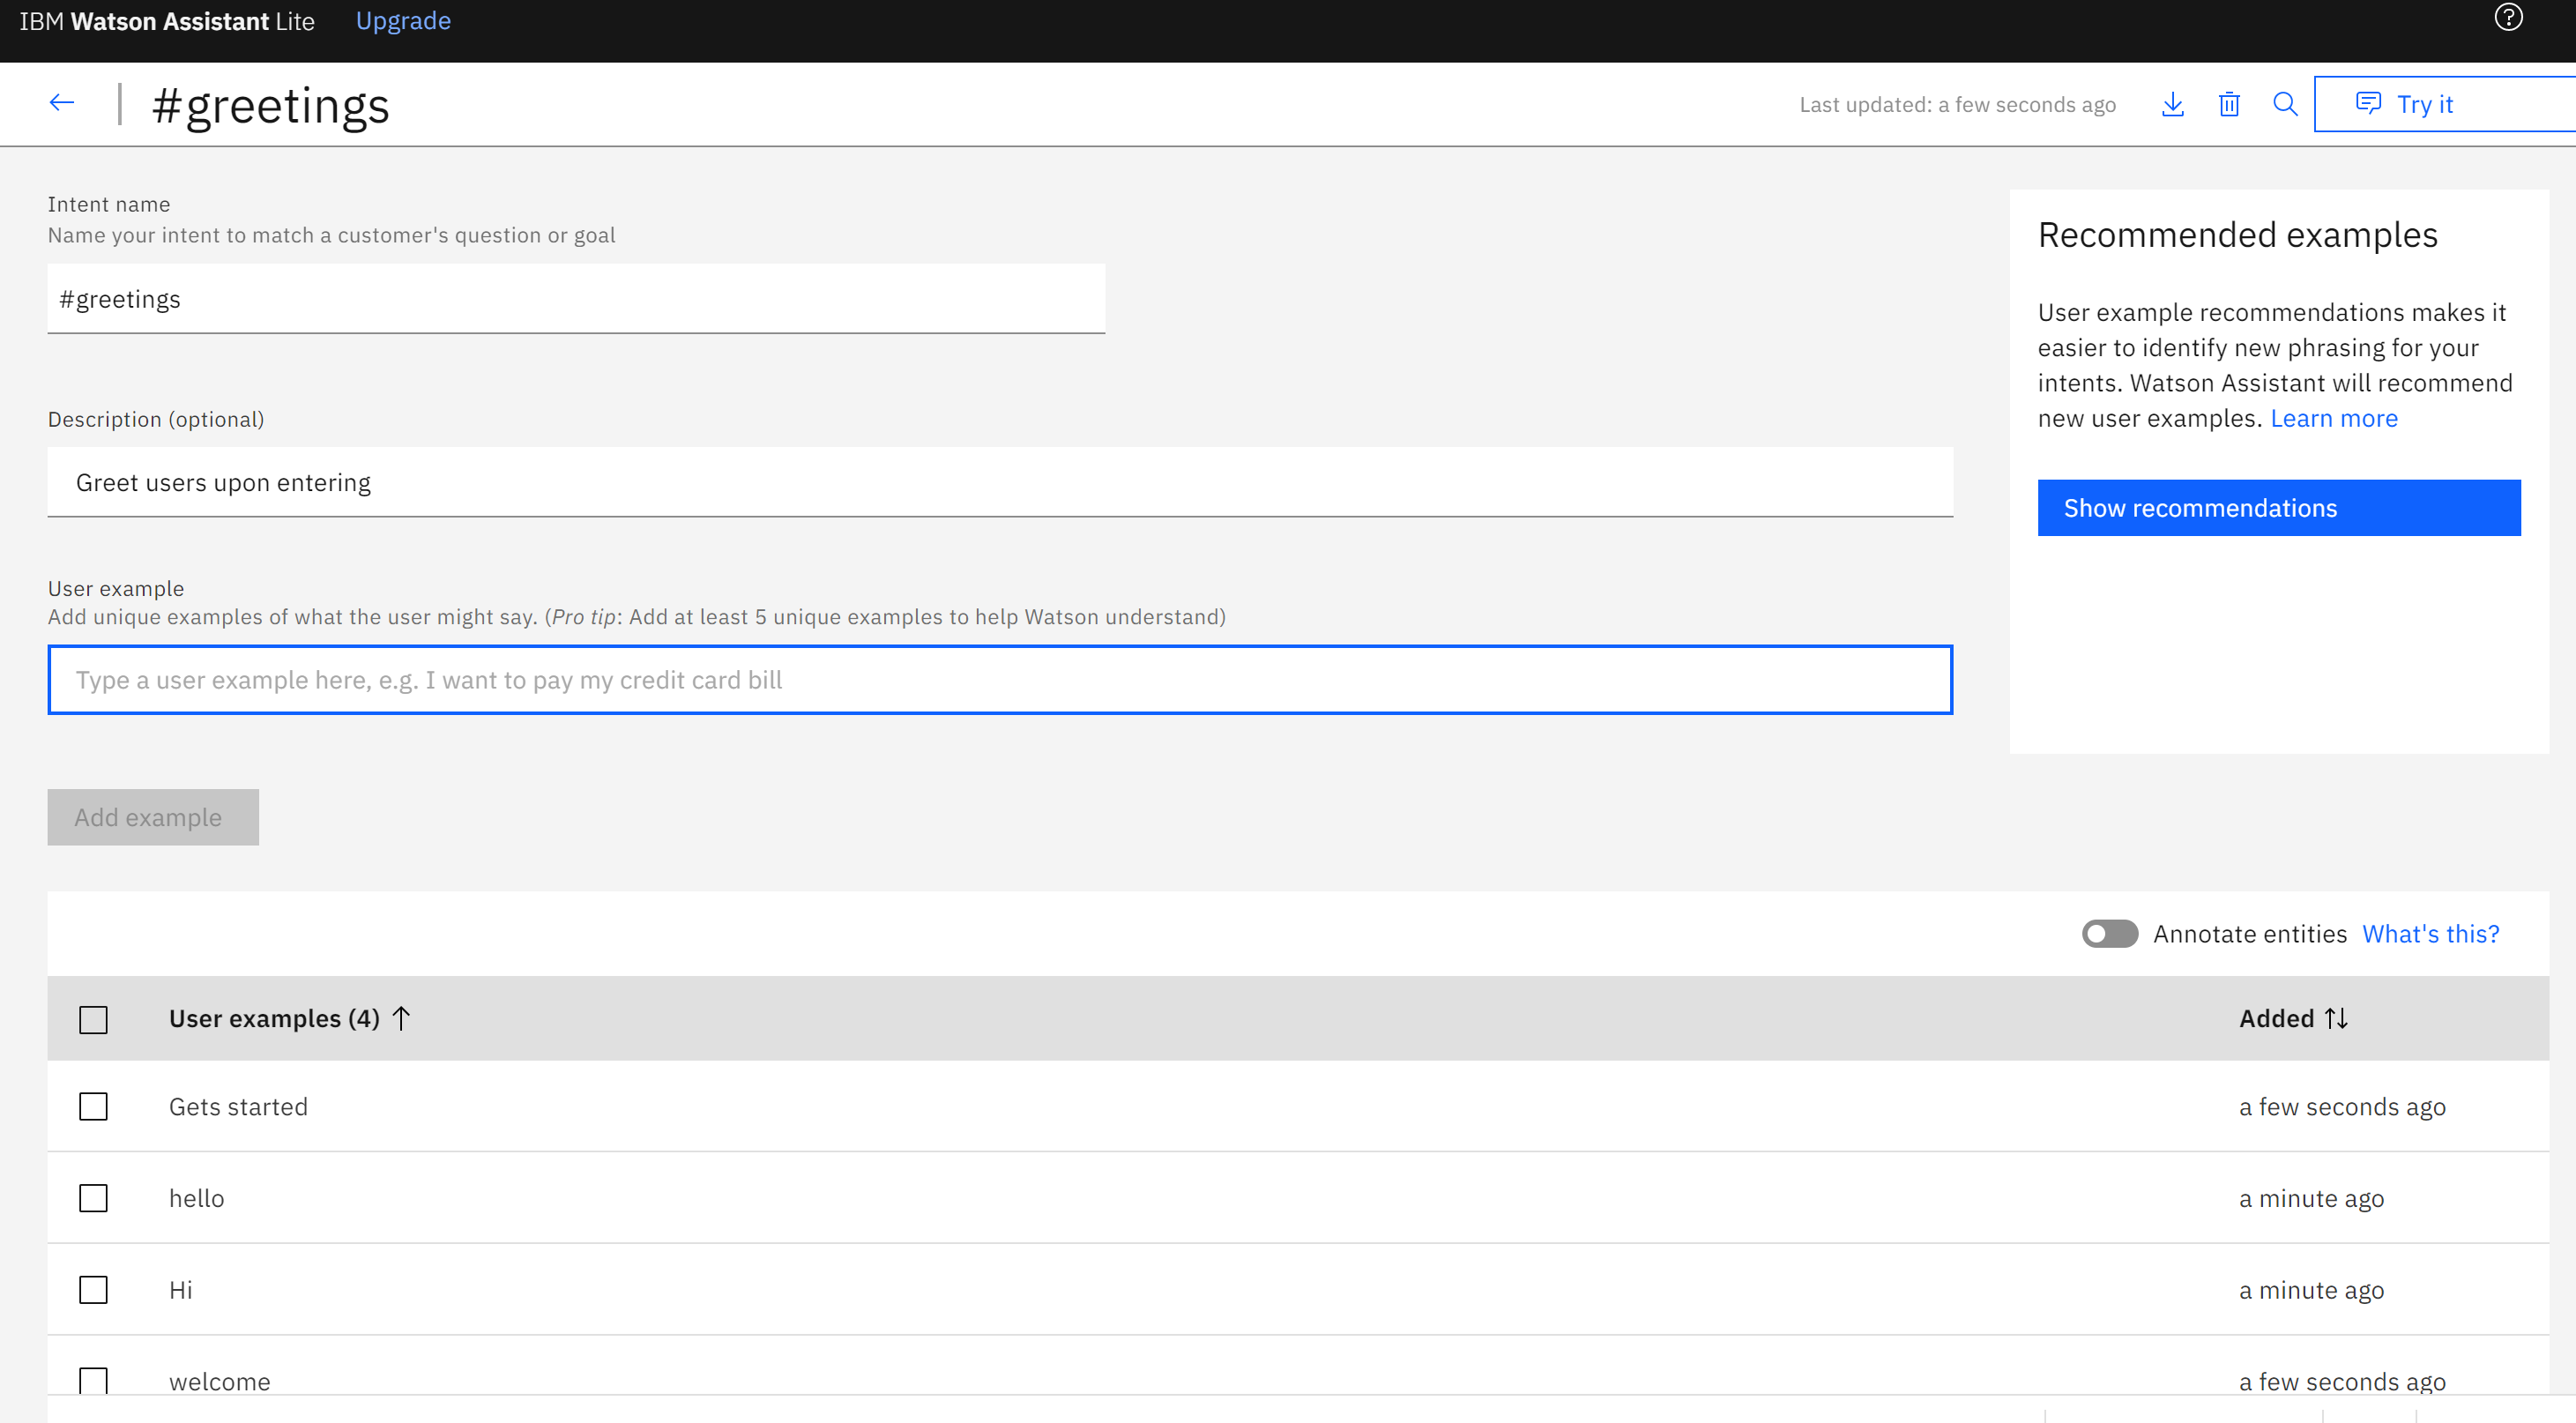 IBM Watson Assistant Lite Upgrade
#greetings
Last updated: a few seconds ago
Try it
Intent name
Name your intent to match a customer's question or goal
#greetings
Description (optional)
Greet users upon entering
User example
Add unique examples of what the user might say. (Pro tip: Add at least 5 unique examples to help Watson understand)
Type a user example here, e.g. I want to pay my credit card bill
Add example
Recommended examples
User example recommendations makes it
easier to identify new phrasing for your
intents. Watson Assistant will recommend
new user examples. Learn more
Show recommendations
Annotate entities What's this?
User examples (4) Added
Gets started a few seconds ago
hello a minute ago
Hi a minute ago
welcome a few seconds ago